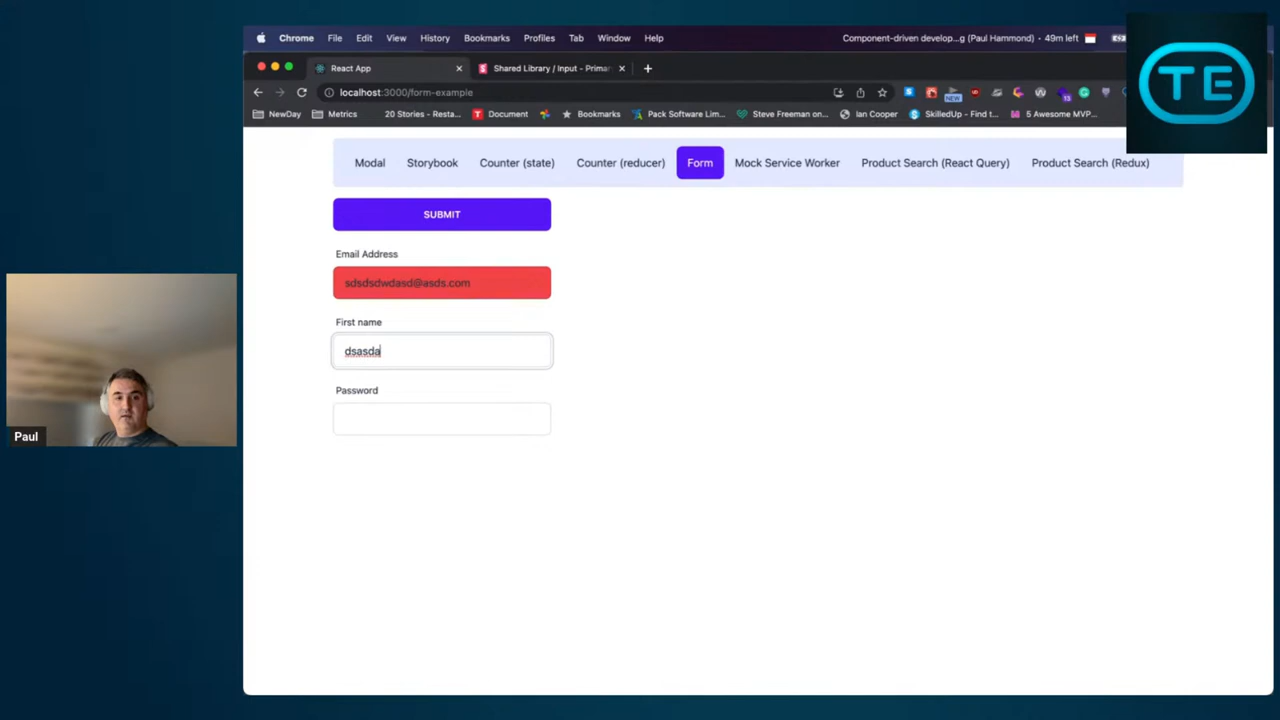 Chrome File Edit View History Bookmarks Profiles Tab Window Help
Component-driven develop...g (Paul Hammond) · 49m left
React App
Shared Library / Input - Prima
localhost:3000/form-example
NEW
NewDay Metrics 20 Stories - Resta... Document Bookmarks Pack Software Lim... Steve Freeman on... Ian Cooper SkilledUp - Find t... 5 Awesome MVP...
TE
Modal Storybook Counter (state) Counter (reducer) Form Mock Service Worker Product Search (React Query) Product Search (Redux)
SUBMIT
Email Address
sdsdsdwdasd@asds.com
First name
dsasda
Password
Paul